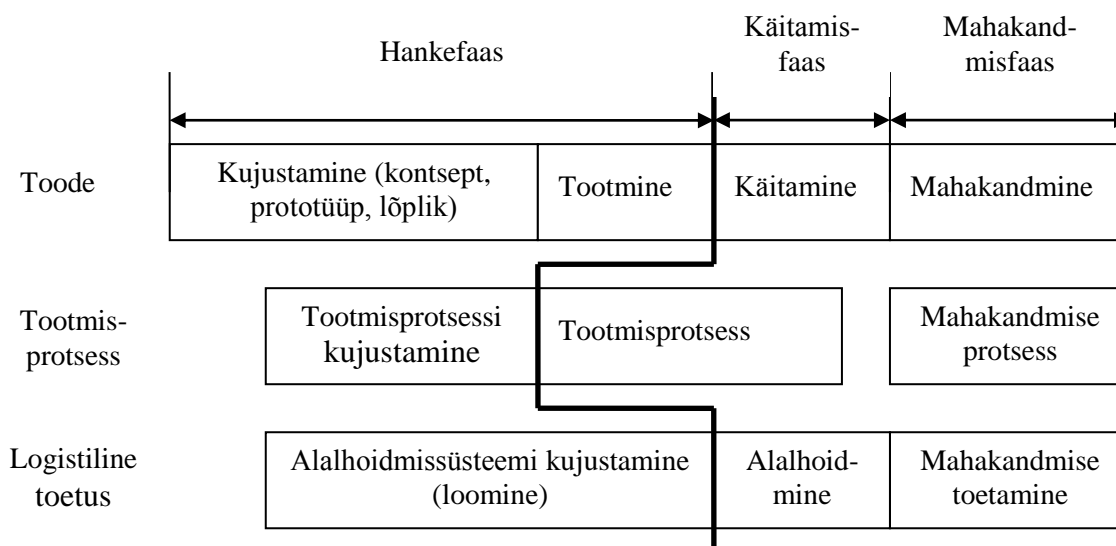 Hankefaas
Käitamis-
faas
Mahakand-
misfaas
Toode
Kujustamine (kontsept,
prototüüp, lõplik)
Tootmine
Käitamine
Mahakandmine
Tootmis-
protsess
Tootmisprotsessi
kujustamine
Tootmisprotsess
Mahakandmise
protsess
Logistiline
toetus
Alalhoidmissüsteemi kujustamine
(loomine)
Alalhoid-
mine
Mahakandmise
toetamine